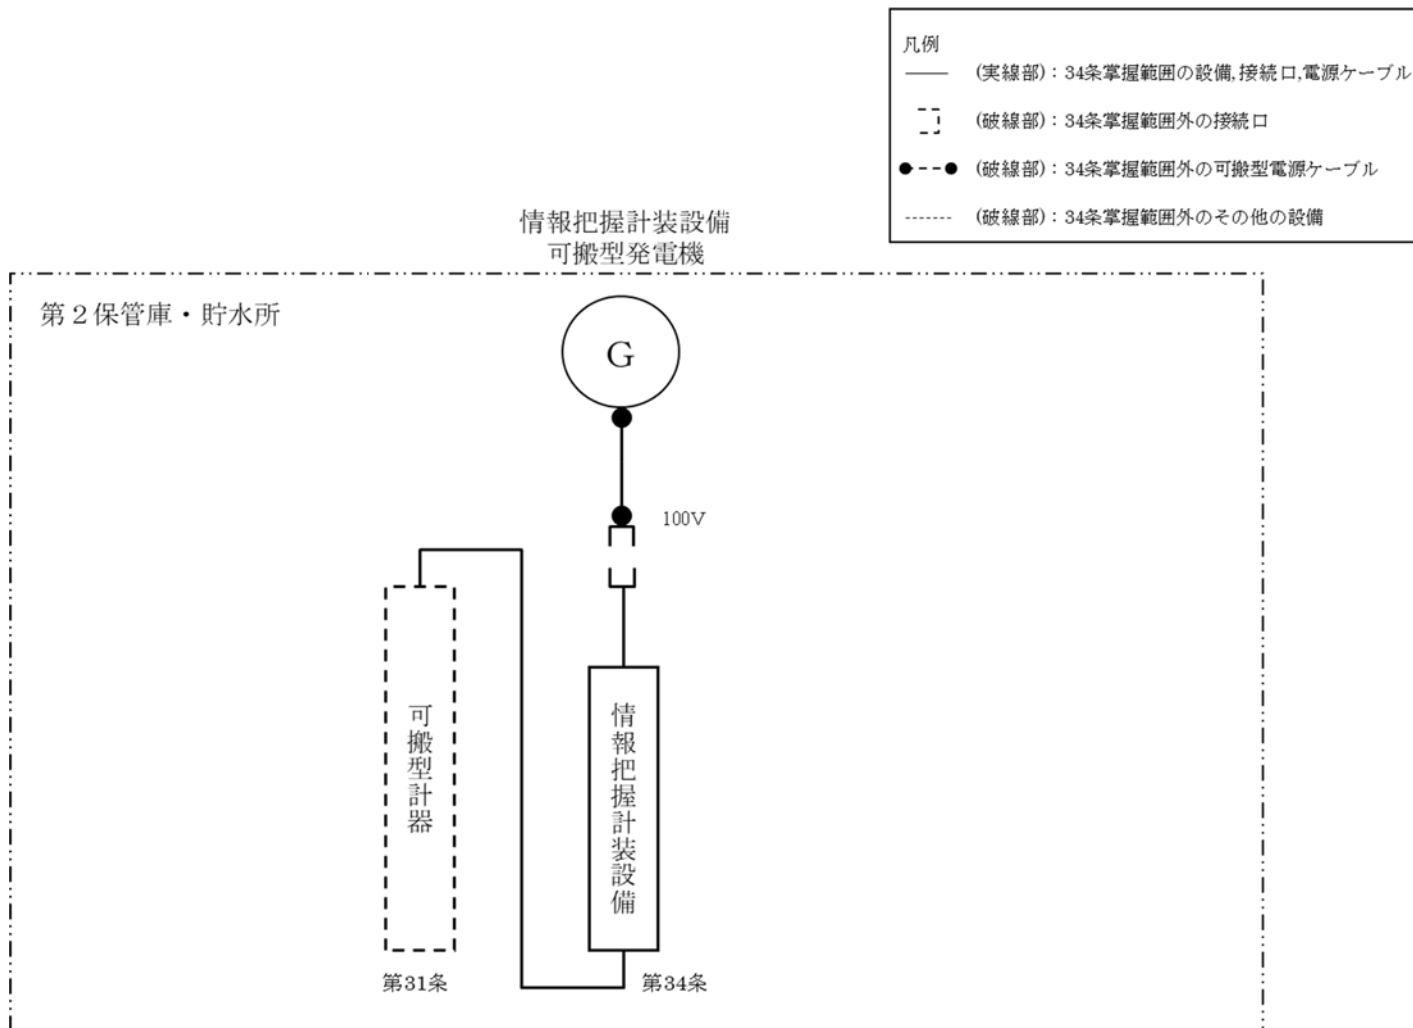 凡例
(実線部)：34条掌握範囲の設備,接続口,電源ケーブル
(破線部)：34条掌握範囲外の接続口
(破線部)：34条掌握範囲外の可搬型電源ケーブル
(破線部)：34条掌握範囲外のその他の設備
情報把握計装設備
可搬型発電機
第２保管庫・貯水所
G
100V
可搬型計器
情報把握計装設備
第31条
第34条